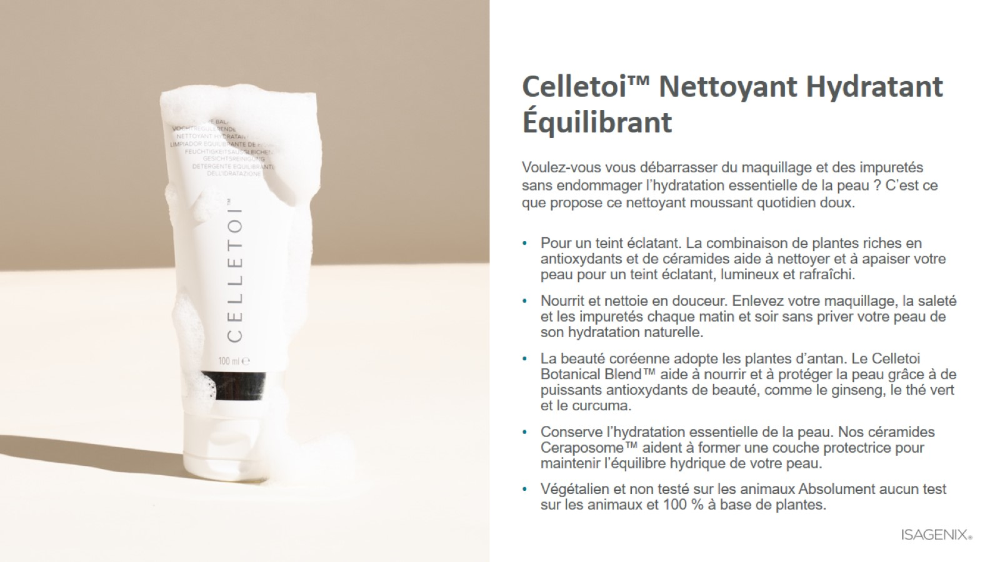 VOCHTREGULERENDE
NETTOYANT HYDRATAN
LIMPIADOR EQUILIBRANTE DE
FEUCHTIGKEITSAUSGLEICHEN
GESICHTSREINIGUNG
DETERGENTE EQUILIBRANTE
DELL'IDRATAZIONE
CELLETOI™
100 ml ℮
Celletoi™ Nettoyant Hydratant
Équilibrant
Voulez-vous vous débarrasser du maquillage et des impuretés
sans endommager l’hydratation essentielle de la peau ? C’est ce
que propose ce nettoyant moussant quotidien doux.
• Pour un teint éclatant. La combinaison de plantes riches en
antioxydants et de céramides aide à nettoyer et à apaiser votre
peau pour un teint éclatant, lumineux et rafraîchi.
• Nourrit et nettoie en douceur. Enlevez votre maquillage, la saleté
et les impuretés chaque matin et soir sans priver votre peau de
son hydratation naturelle.
• La beauté coréenne adopte les plantes d’antan. Le Celletoi
Botanical Blend™ aide à nourrir et à protéger la peau grâce à de
puissants antioxydants de beauté, comme le ginseng, le thé vert
et le curcuma.
• Conserve l’hydratation essentielle de la peau. Nos céramides
Ceraposome™ aident à former une couche protectrice pour
maintenir l’équilibre hydrique de votre peau.
• Végétalien et non testé sur les animaux Absolument aucun test
sur les animaux et 100 % à base de plantes.
ISAGENIX®